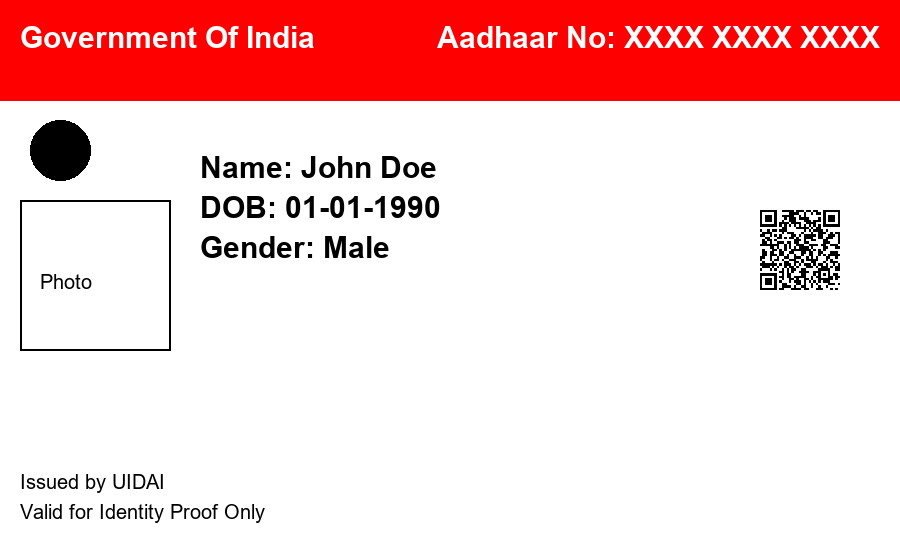 Government Of India
Aadhaar No: XXXX XXXX XXXX
Name: John Doe
DOB: 01-01-1990
Gender: Male
Photo
Issued by UIDAI
Valid for Identity Proof Only